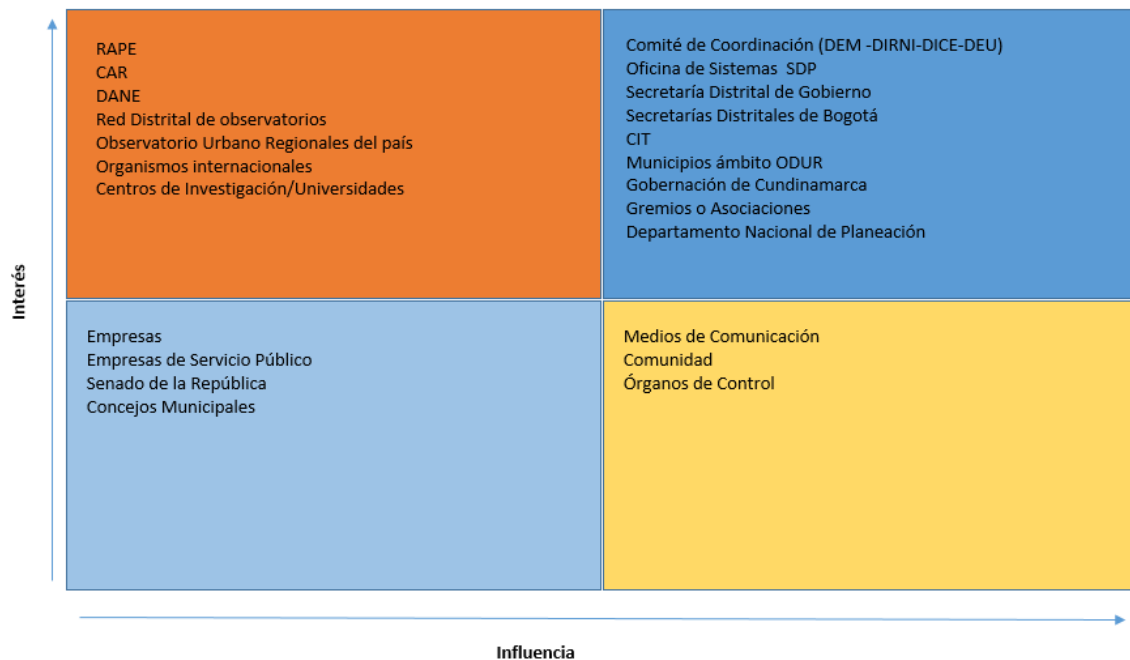 RAPE
CAR
DANE
Red Distrital de observatorios
Observatorio Urbano Regionales del país
Organismos internacionales
Centros de Investigación/Universidades
Comité de Coordinación (DEM -DIRNI-DICE-DEU)
Oficina de Sistemas SDP
Secretaría Distrital de Gobierno
Secretarías Distritales de Bogotá
CIT
Municipios ámbito ODUR
Gobernación de Cundinamarca
Gremios o Asociaciones
Departamento Nacional de Planeación
Interés
Empresas
Empresas de Servicio Público
Senado de la República
Concejos Municipales
Medios de Comunicación
Comunidad
Órganos de Control
Influencia